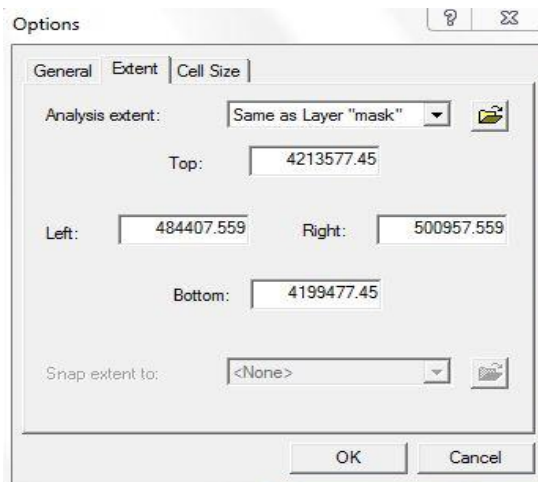 Options
General Extent Cell Size
Analysis extent: Same as Layer "mask"
Top: 4213577.45
Left: 484407.559 Right: 500957.559
Bottom: 4199477.45
Snap extent to: <None>
OK Cancel